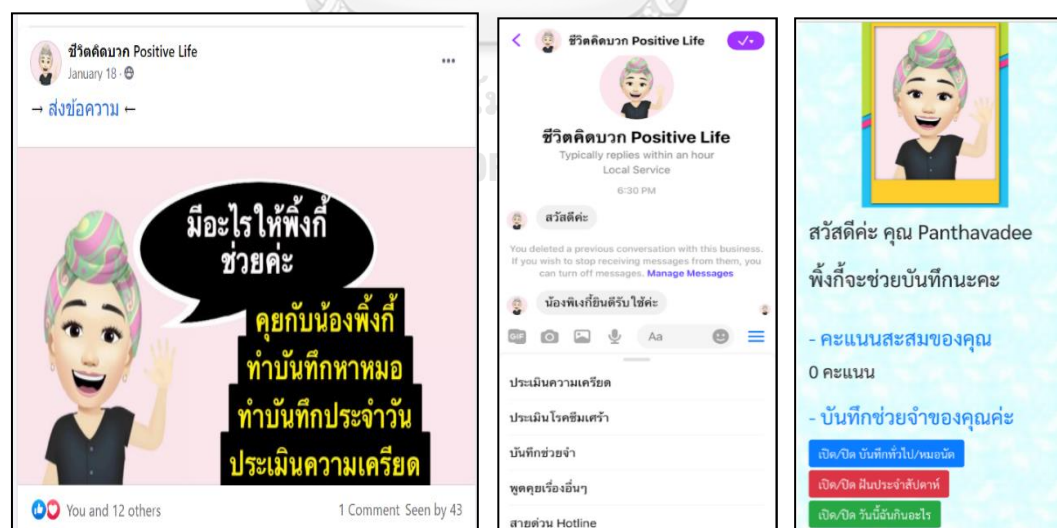 ชีวิตคิดบวก Positive Life
January 18 ·
→ ส่งข้อความ ←
มีอะไรให้พิ้งกี้
ช่วยค่ะ
คุยกับน้องพิ้งกี้
ทำบันทึกหาหมอ
ทำบันทึกประจำวัน
ประเมินความเครียด
You and 12 others
1 Comment Seen by 43
ชีวิตคิดบวก Positive Life
ชีวิตคิดบวก Positive Life
Typically replies within an hour
Local Service
6:30 PM
สวัสดีค่ะ
You deleted a previous conversation with this business.
If you wish to stop receiving messages from them, you
can turn off messages. Manage Messages
น้องพิงเกี้ยินดีรับใช้ค่ะ
GIF
Aa
ประเมินความเครียด
ประเมินโรคซึมเศร้า
บันทึกช่วยจำ
พูดคุยเรื่องอื่นๆ
สายด่วน Hotline
สวัสดีค่ะ คุณ Panthavadee
พิ้งกี้จะช่วยบันทึกนะคะ
- คะแนนสะสมของคุณ
0 คะแนน
- บันทึกช่วยจำของคุณค่ะ
เปิด/ปิด บันทึกทั่วไป/หมอนัด
เปิด/ปิด ฝันประจำสัปดาห์
เปิด/ปิด วันนี้ฉันกินอะไร